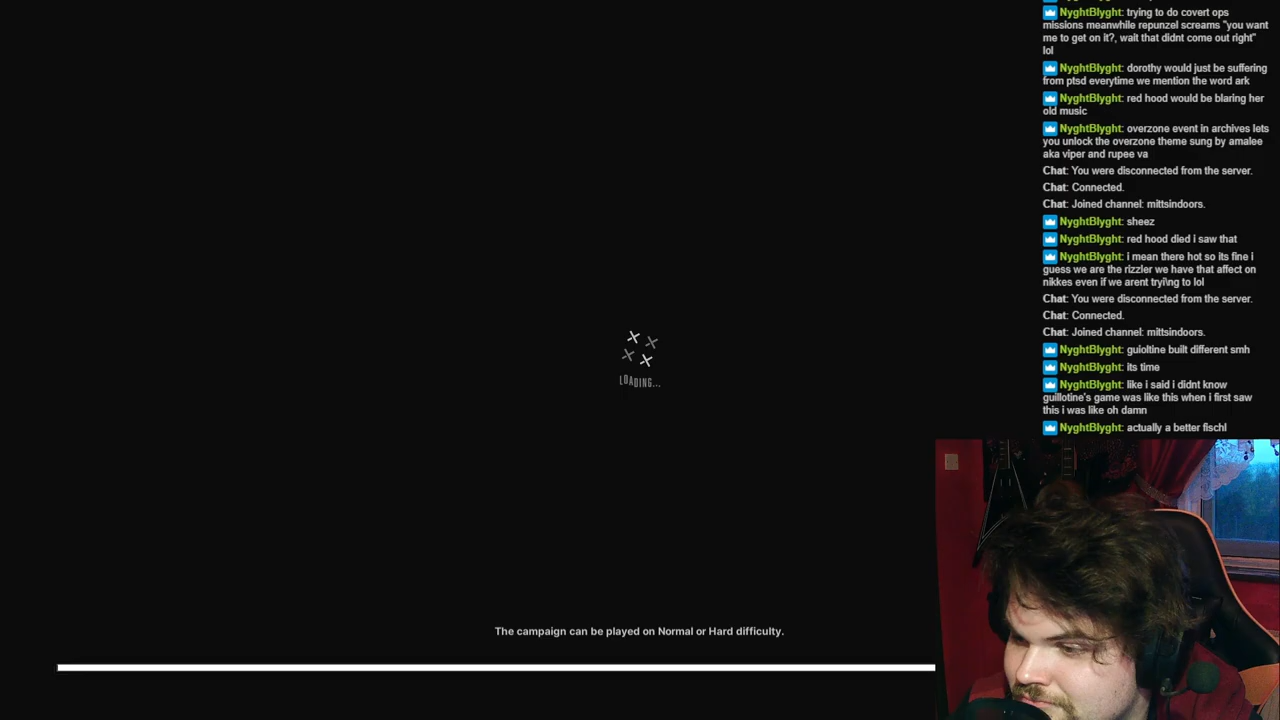 NyghtBlyght: trying to do covert ops
missions meanwhile repunzel screams "you want
me to get on it?, wait that didnt come out right"
lol
NyghtBlyght: dorothy would just be suffering
from ptsd everytime we mention the word ark
NyghtBlyght: red hood would be blaring her
old music
NyghtBlyght: overzone event in archives lets
you unlock the overzone theme sung by amalee
aka viper and rupee va
Chat: You were disconnected from the server.
Chat: Connected.
Chat: Joined channel: mittsindoors.
NyghtBlyght: sheez
NyghtBlyght: red hood died i saw that
NyghtBlyght: i mean there hot so its fine i
guess we are the rizzler we have that affect on
nikkes even if we arent tryi\ng to lol
Chat: You were disconnected from the server.
Chat: Connected.
Chat: Joined channel: mittsindoors.
NyghtBlyght: guioltine built different smh
NyghtBlyght: its time
NyghtBlyght: like i said i didnt know
guillotine's game was like this when i first saw
this i was like oh damn
NyghtBlyght: actually a better fischl
LOADING...
The campaign can be played on Normal or Hard difficulty.